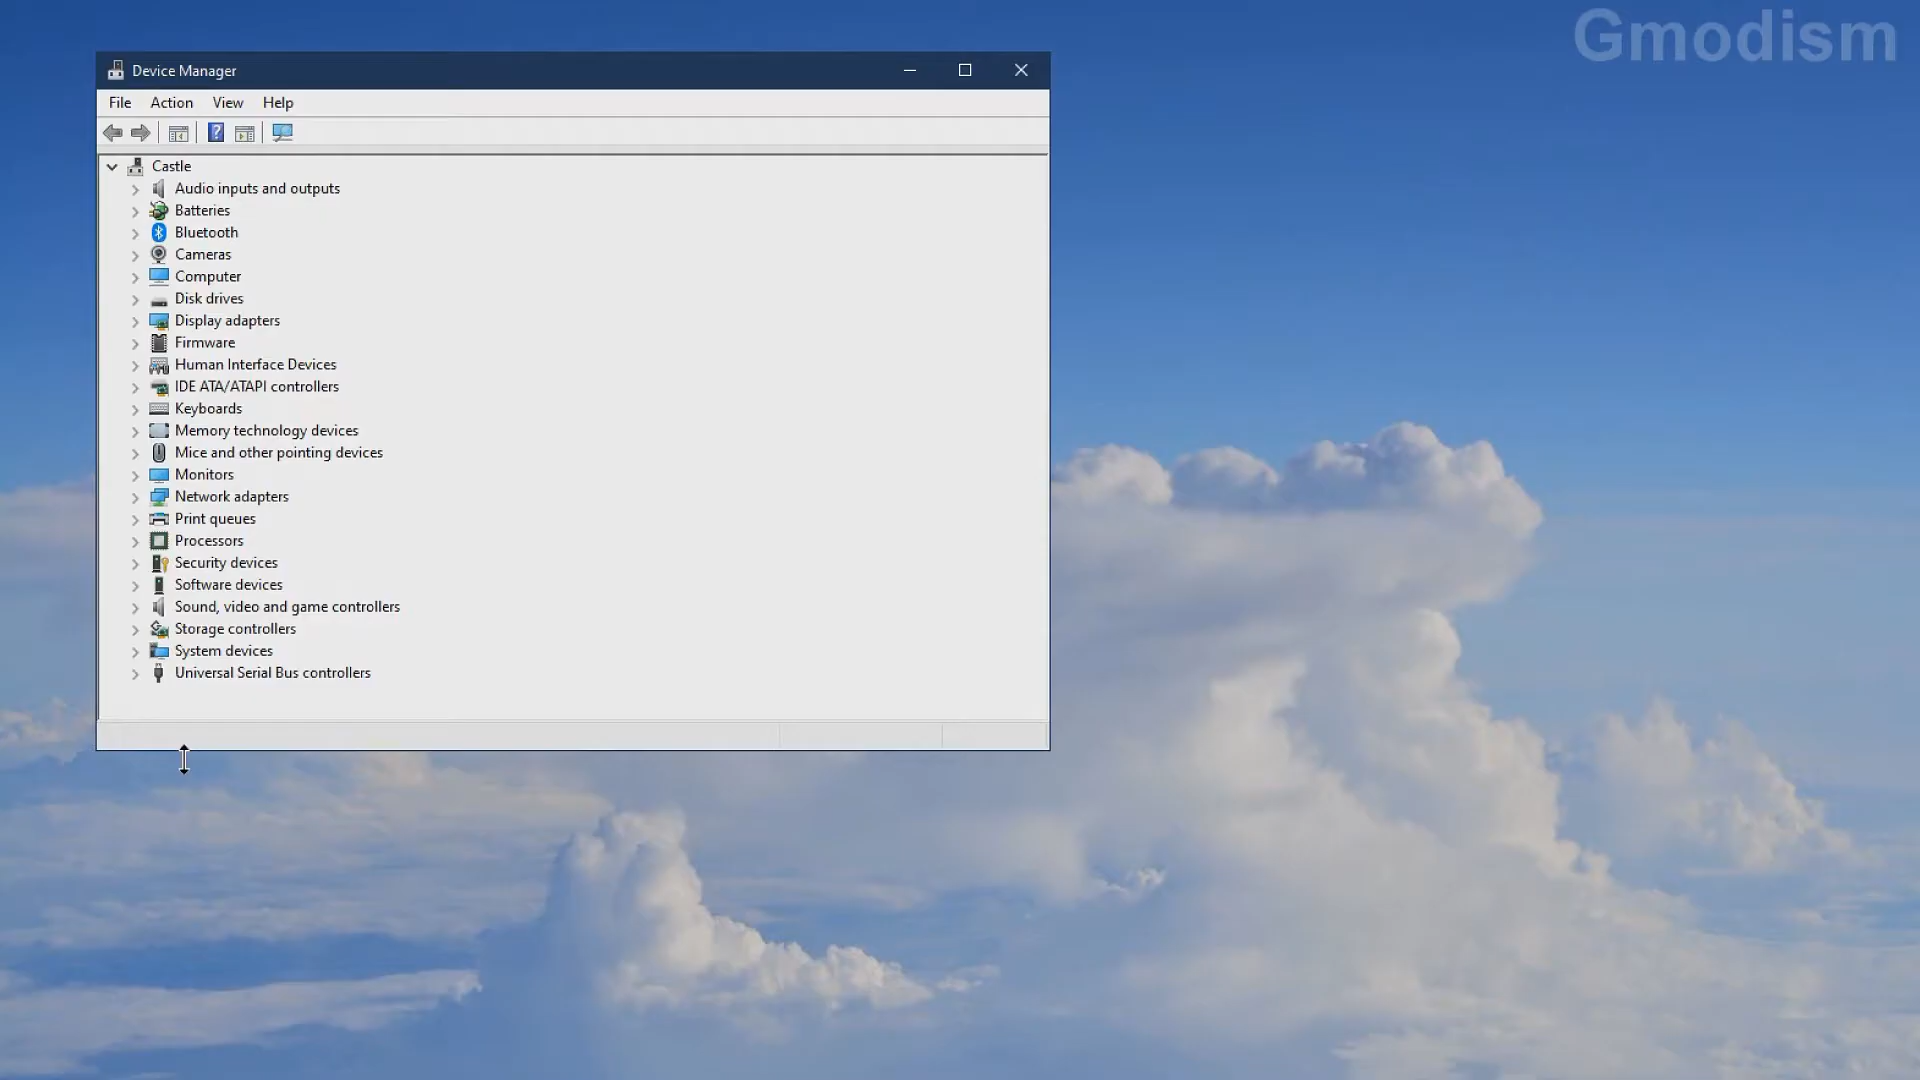 Gmodism
Device Manager
File Action View Help
Castle
Audio inputs and outputs
Batteries
Bluetooth
Cameras
Computer
Disk drives
Display adapters
Firmware
Human Interface Devices
IDE ATA/ATAPI controllers
Keyboards
Memory technology devices
Mice and other pointing devices
Monitors
Network adapters
Print queues
Processors
Security devices
Software devices
Sound, video and game controllers
Storage controllers
System devices
Universal Serial Bus controllers